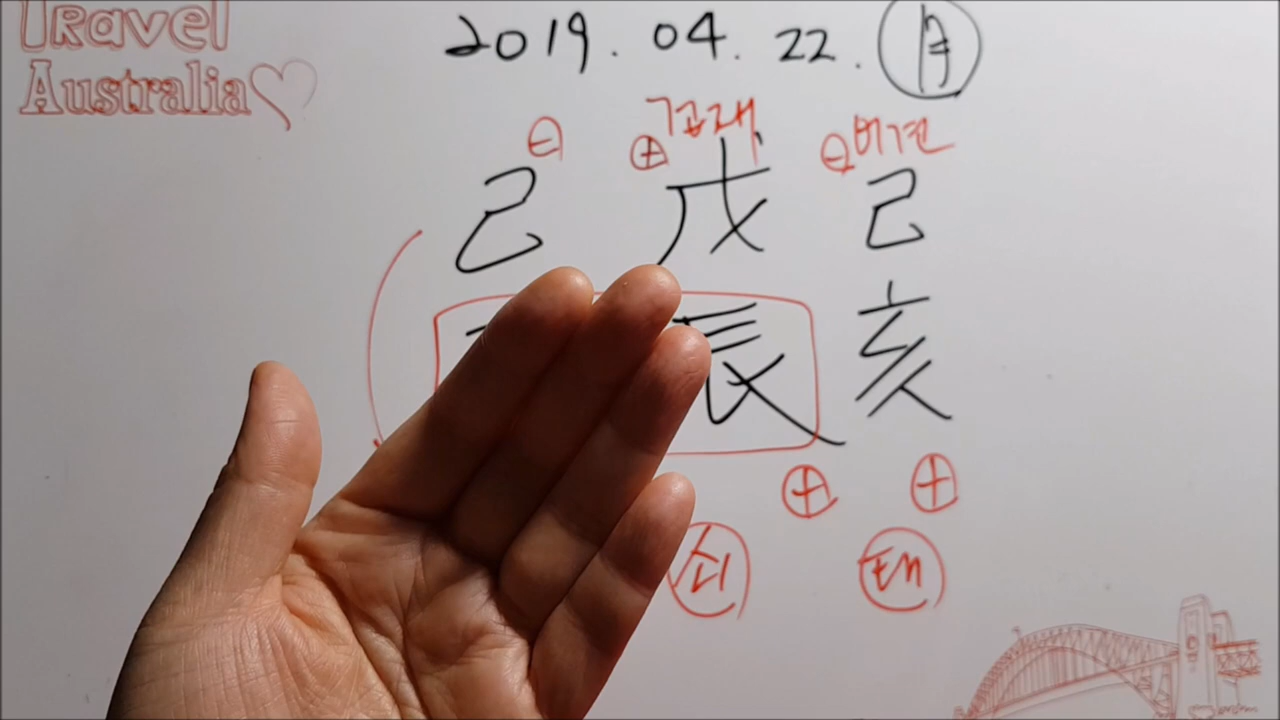 Travel
Australia
2019. 04. 22. 月
⊖ ⊕겁재 ⊖비견
己 戊 己
辰 亥
⊕ ⊕
쇠 태